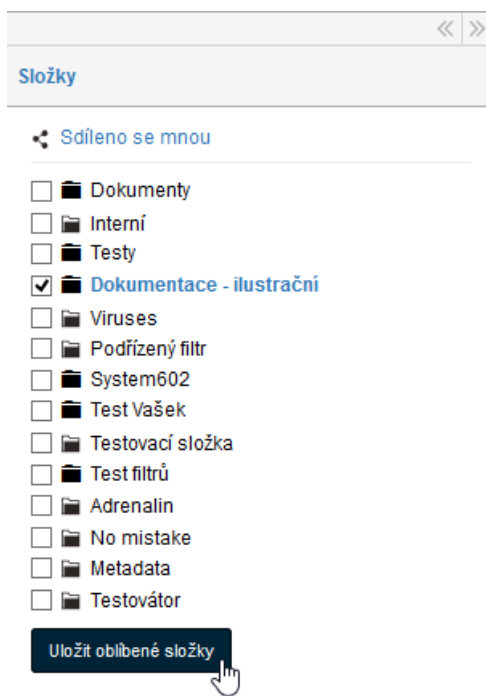 Složky
Sdíleno se mnou
Dokumenty
Interní
Testy
Dokumentace - ilustrační
Viruses
Podřízený filtr
System602
Test Vašek
Testovací složka
Test filtrů
Adrenalin
No mistake
Metadata
Testovátor
Uložit oblíbené složky